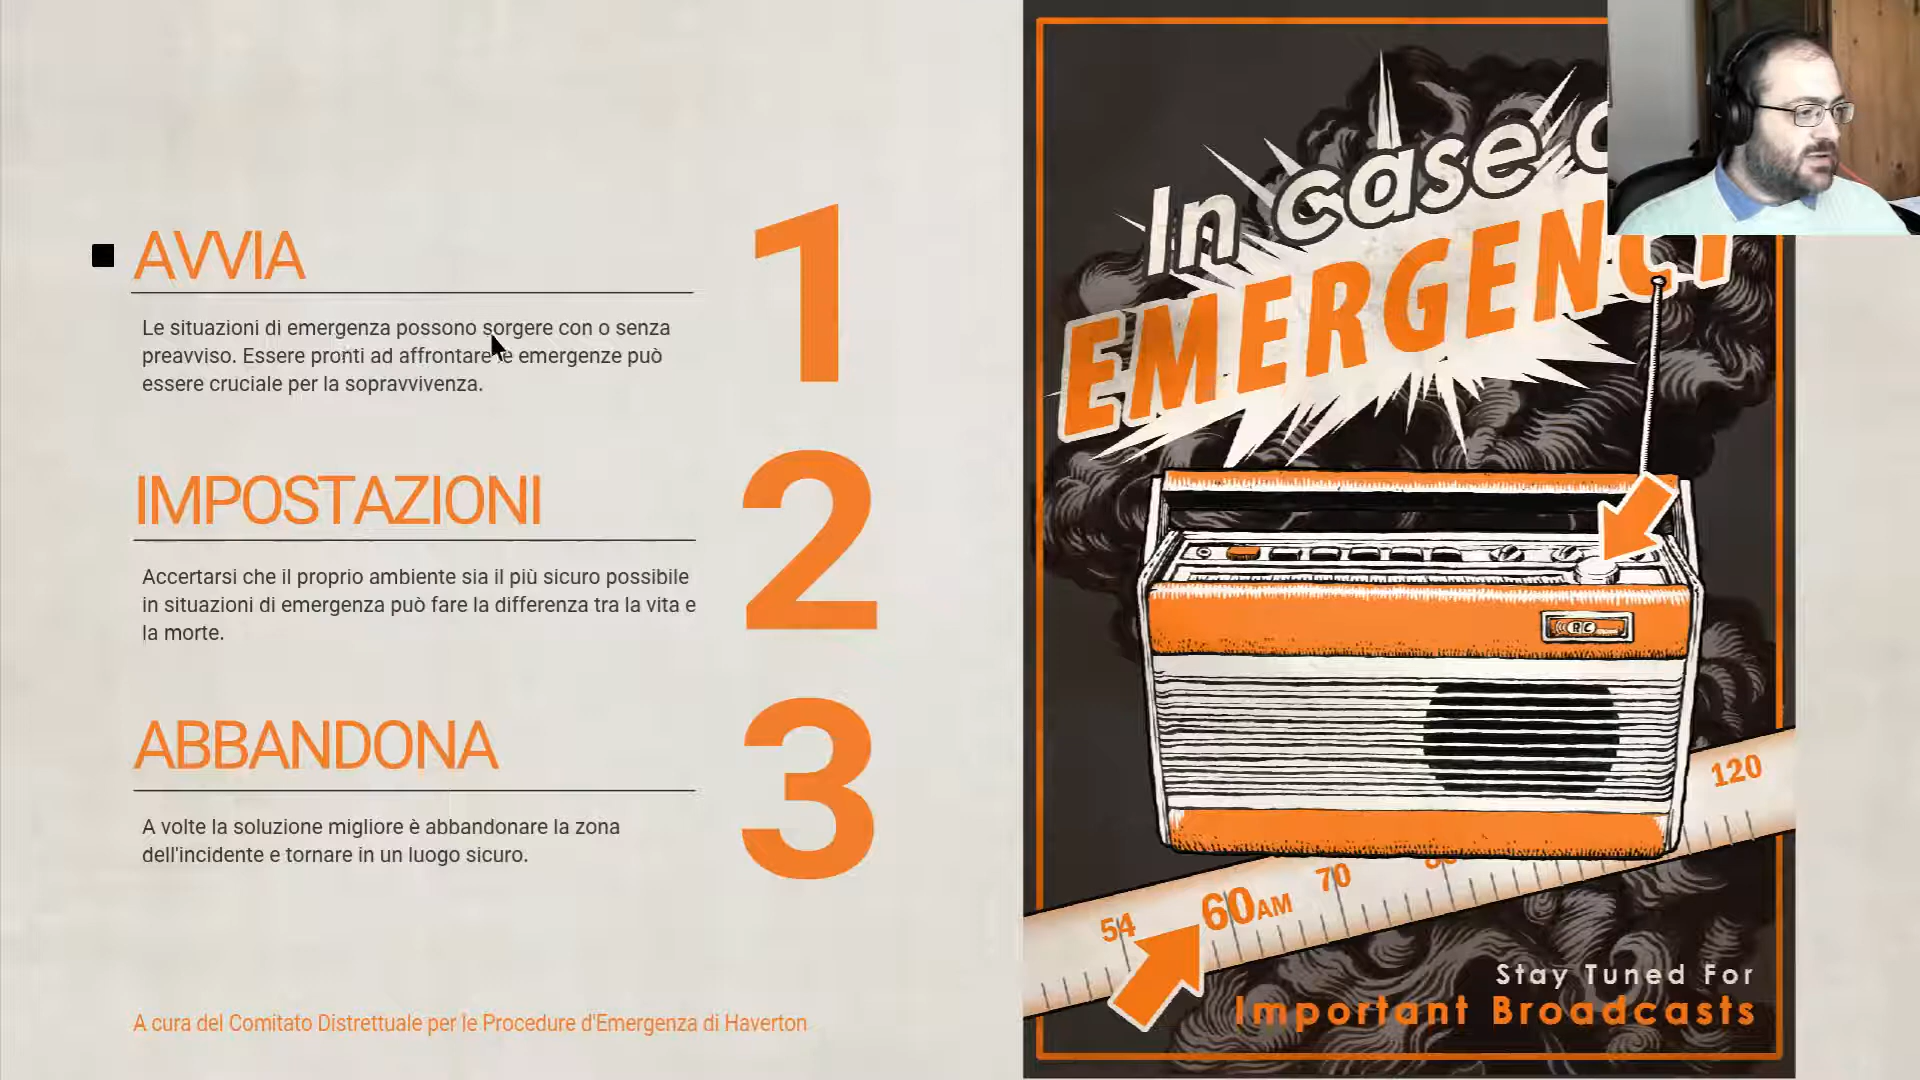 AVVIA
1
Le situazioni di emergenza possono sorgere con o senza
preavviso. Essere pronti ad affrontare le emergenze può
essere cruciale per la sopravvivenza.
IMPOSTAZIONI
2
Accertarsi che il proprio ambiente sia il più sicuro possibile
in situazioni di emergenza può fare la differenza tra la vita e
la morte.
ABBANDONA
3
A volte la soluzione migliore è abbandonare la zona
dell'incidente e tornare in un luogo sicuro.
A cura del Comitato Distrettuale per le Procedure d'Emergenza di Haverton
In case
EMERGENCY
RC
120
54 60AM 70
Stay Tuned For
Important Broadcasts